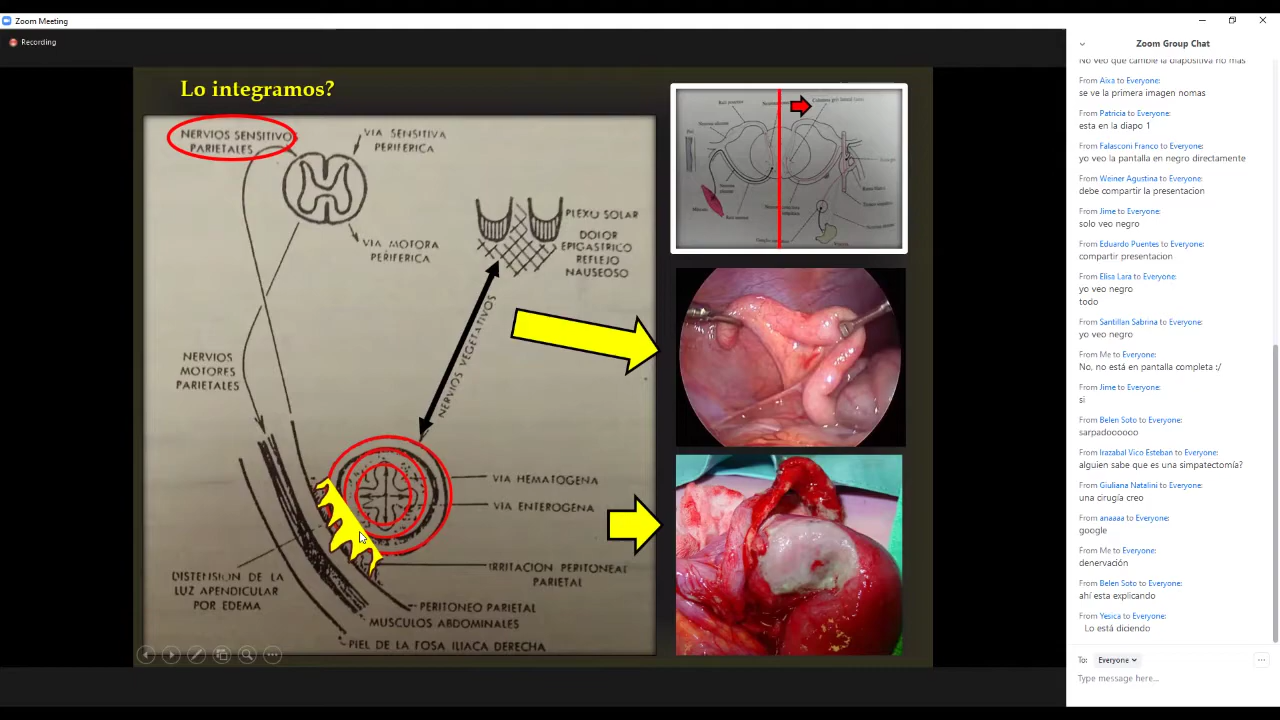 Zoom Meeting
Recording
Lo integramos?
NERVIOS SENSITIVOS
PARIETALES
VIA SENSITIVA
PERIFERICA
VIA MOTORA
PERIFERICA
PLEXO SOLAR
DOLOR
EPIGASTRICO
REFLEJO
NAUSEOSO
NERVIOS VEGETATIVOS
NERVIOS
MOTORES
PARIETALES
VIA HEMATOGENA
VIA ENTEROGENA
IRRITACION PERITONEAL
PARIETAL
DISTENSION DE LA
LUZ APENDICULAR
POR EDEMA
PERITONEO PARIETAL
MUSCULOS ABDOMINALES
PIEL DE LA FOSA ILIACA DERECHA
Zoom Group Chat
No veo que cambie la diapositiva no mas
From Aixa to Everyone:
se ve la primera imagen nomas
From Patricia to Everyone:
esta en la diapo 1
From Falasconi Franco to Everyone:
yo veo la pantalla en negro directamente
From Weiner Agustina to Everyone:
debe compartir la presentacion
From Jime to Everyone:
solo veo negro
From Eduardo Puentes to Everyone:
compartir presentacion
From Elisa Lara to Everyone:
yo veo negro
todo
From Santillan Sabrina to Everyone:
yo veo negro
From Me to Everyone:
No, no está en pantalla completa :/
From Jime to Everyone:
si
From Belen Soto to Everyone:
sarpadoooooo
From Irazabal Vico Esteban to Everyone:
alguien sabe que es una simpatectomía?
From Giuliana Natalini to Everyone:
una cirugía creo
From anaaaa to Everyone:
google
From Me to Everyone:
denervación
From Belen Soto to Everyone:
ahí esta explicando
From Yesica to Everyone:
Lo está diciendo
To: Everyone
Type message here...